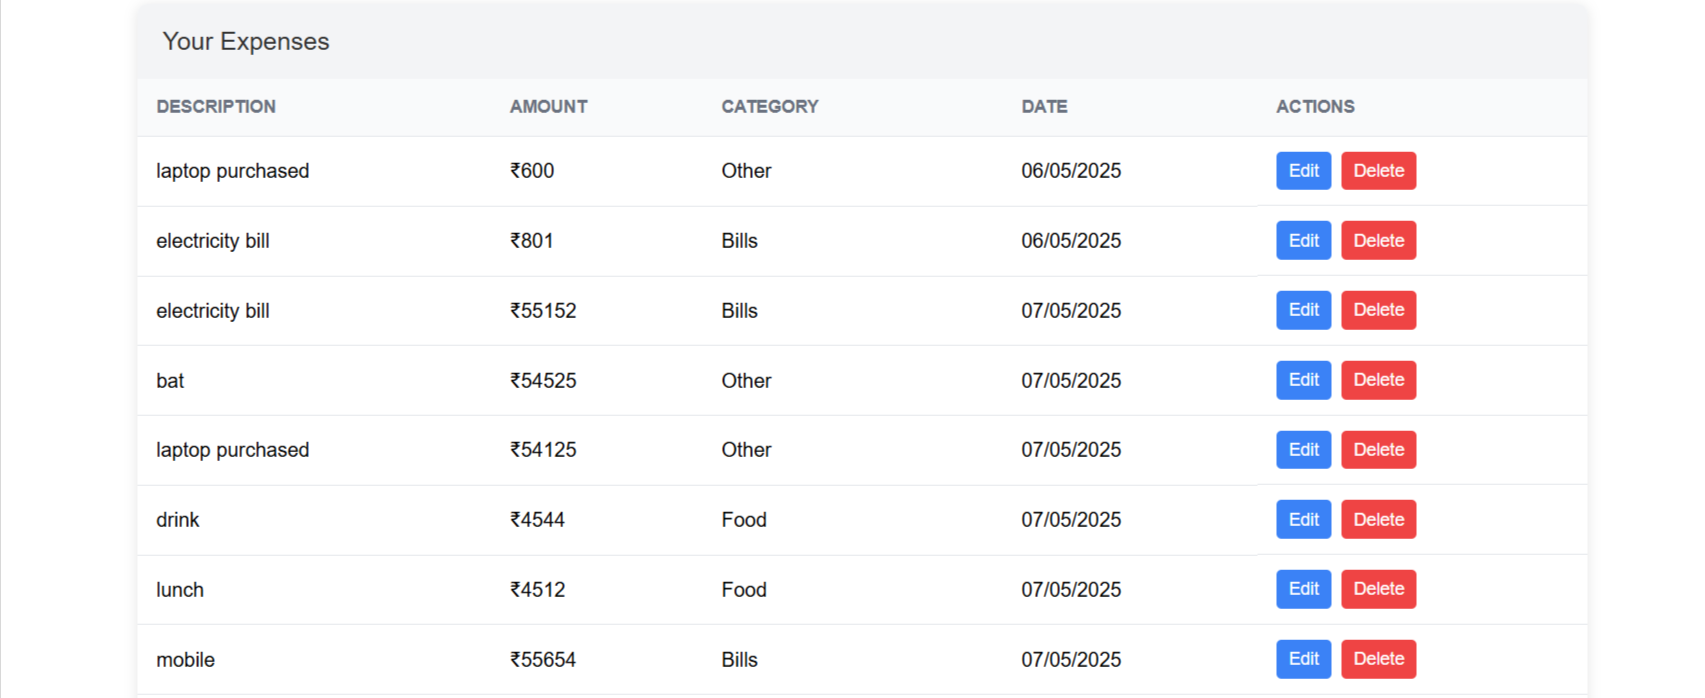 Your Expenses
DESCRIPTION AMOUNT CATEGORY DATE ACTIONS
laptop purchased ₹600 Other 06/05/2025 Edit Delete
electricity bill ₹801 Bills 06/05/2025 Edit Delete
electricity bill ₹55152 Bills 07/05/2025 Edit Delete
bat ₹54525 Other 07/05/2025 Edit Delete
laptop purchased ₹54125 Other 07/05/2025 Edit Delete
drink ₹4544 Food 07/05/2025 Edit Delete
lunch ₹4512 Food 07/05/2025 Edit Delete
mobile ₹55654 Bills 07/05/2025 Edit Delete